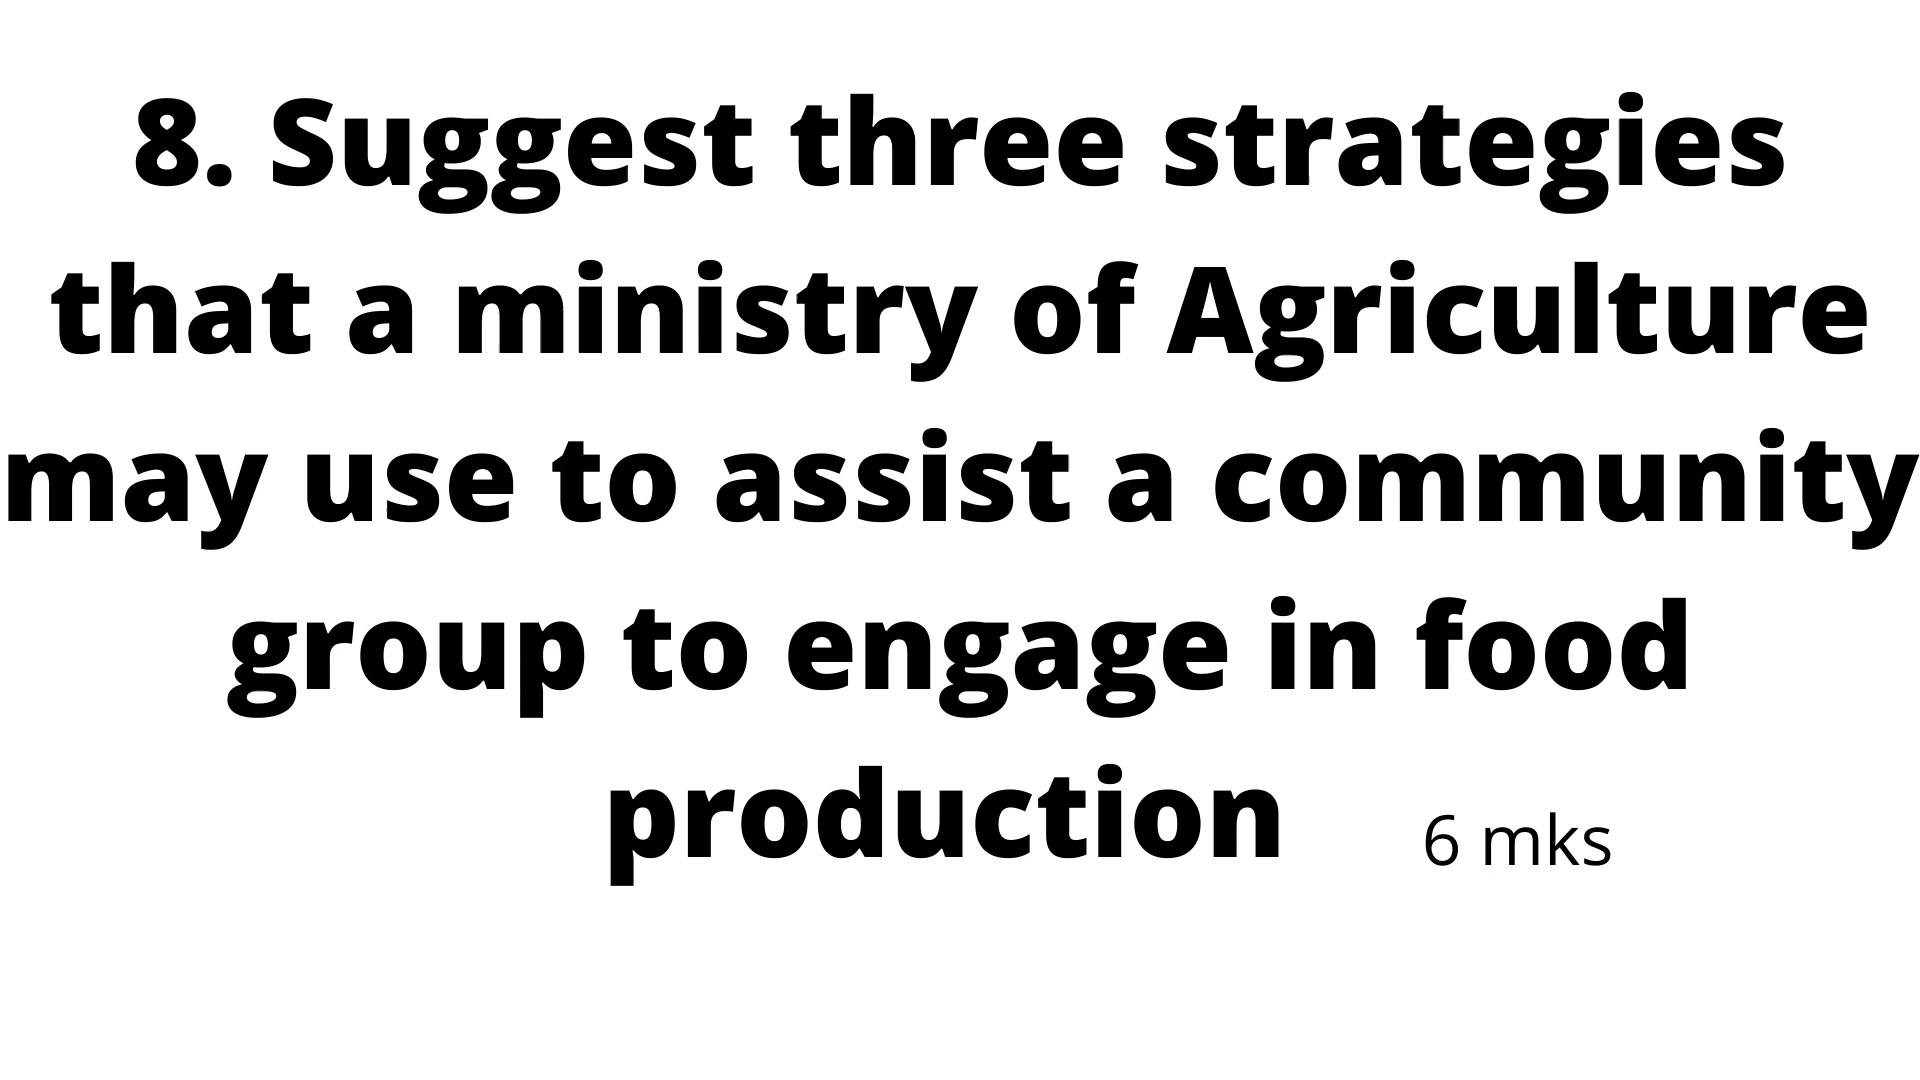 8. Suggest three strategies
that a ministry of Agriculture
may use to assist a community
group to engage in food
production 6 mks